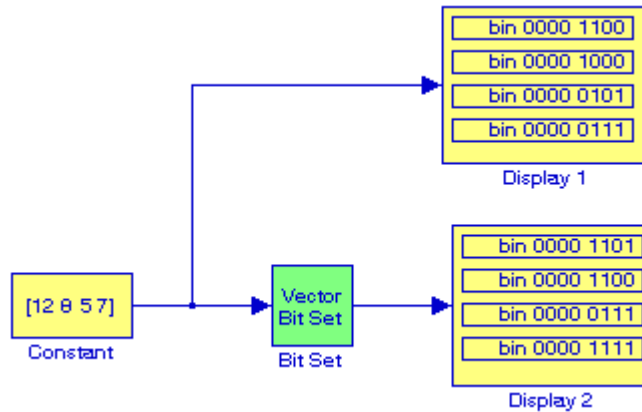 bin 0000 1100
bin 0000 1000
bin 0000 0101
bin 0000 0111
Display 1
[12 8 5 7]
Constant
Vector
Bit Set
Bit Set
bin 0000 1101
bin 0000 1100
bin 0000 0111
bin 0000 1111
Display 2